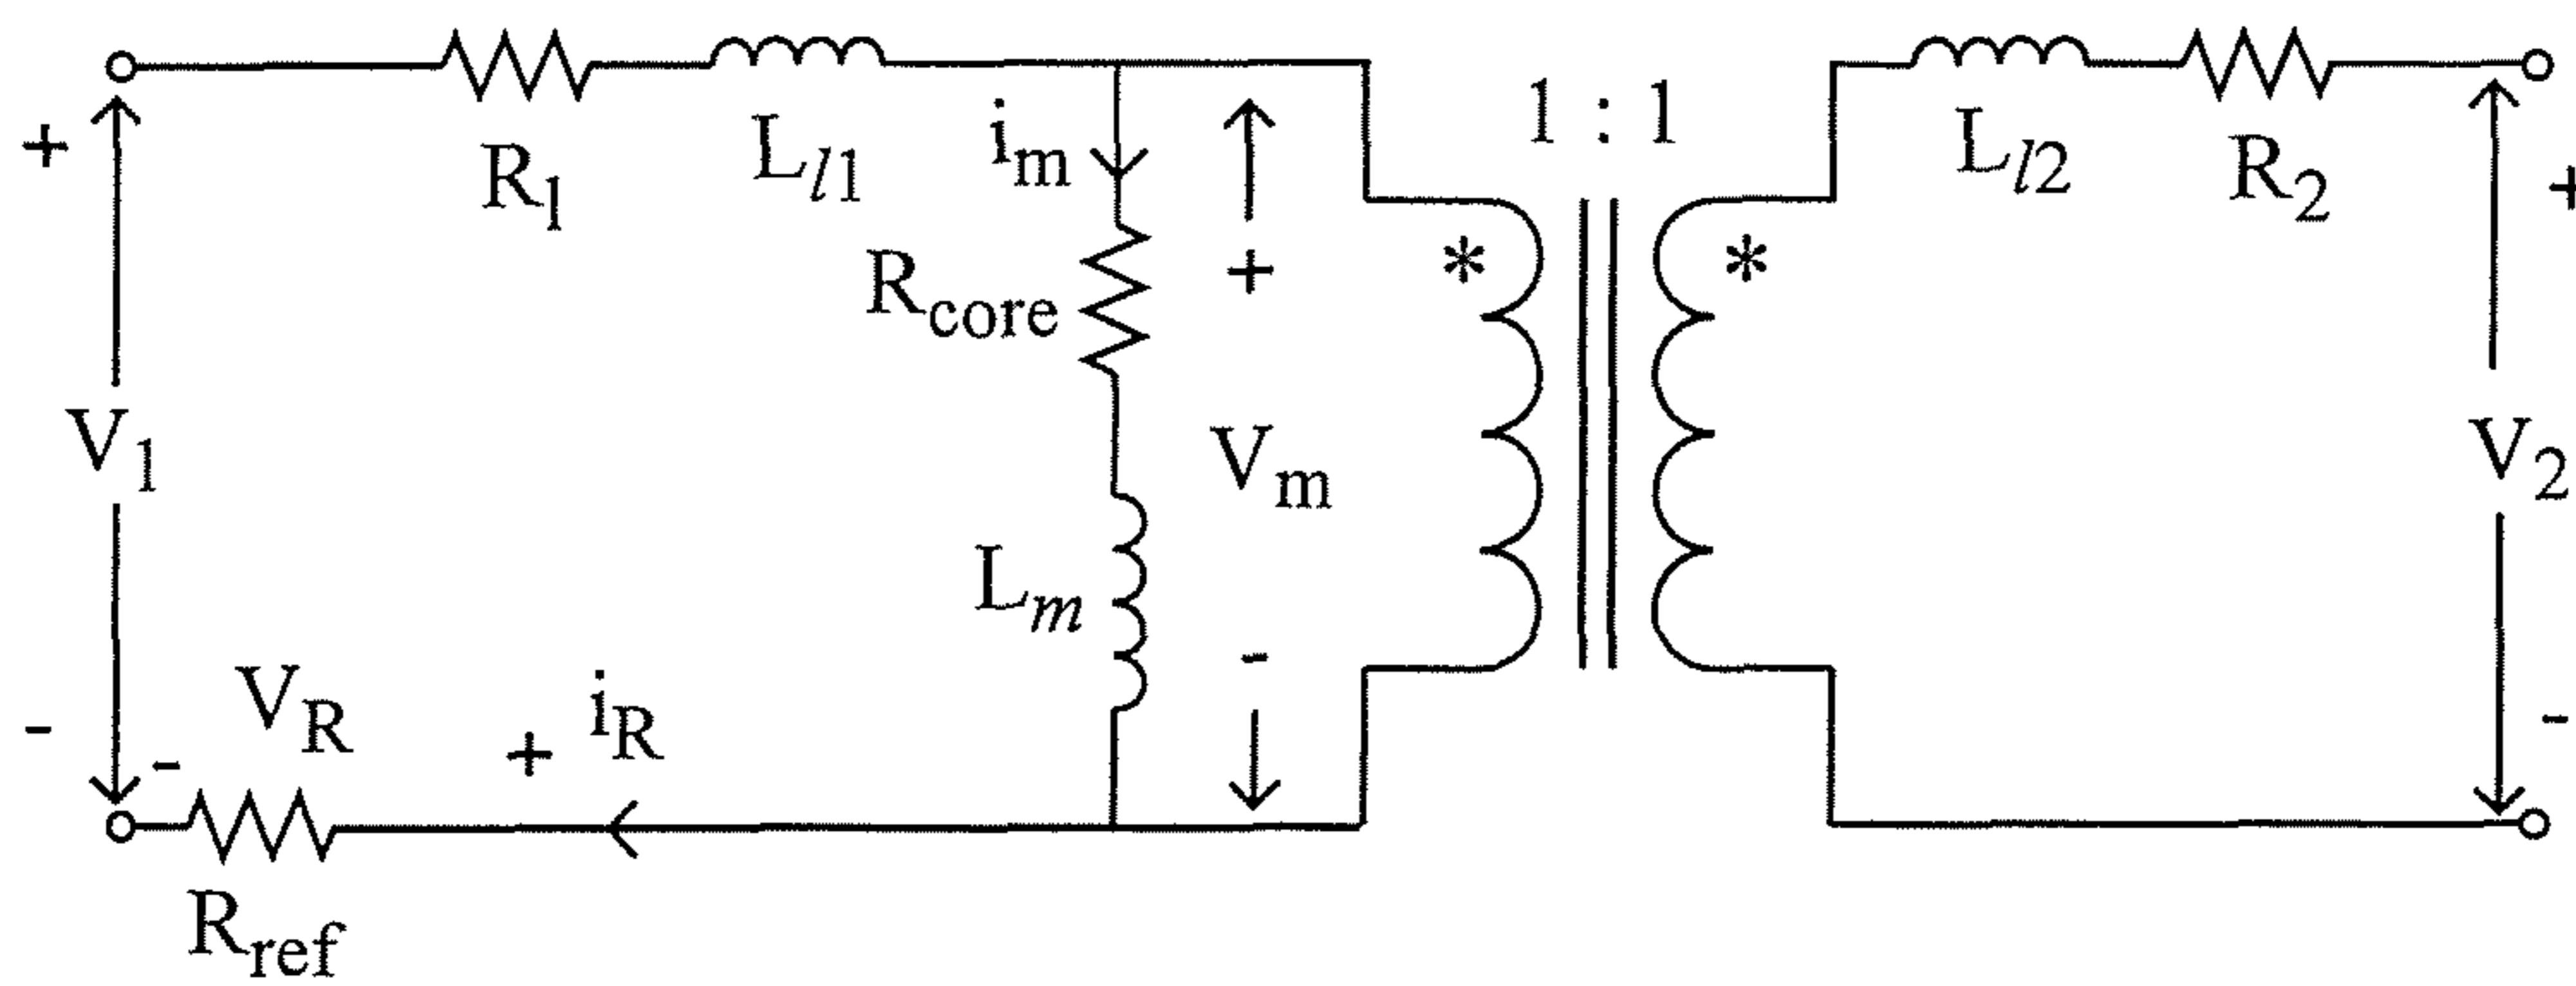 1 : 1
+
R1
Ll1
im
Ll2
R2
+
*
*
Rcore
+
V1
Vm
V2
Lm
-
-
VR
-
-
+
iR
-
Rref